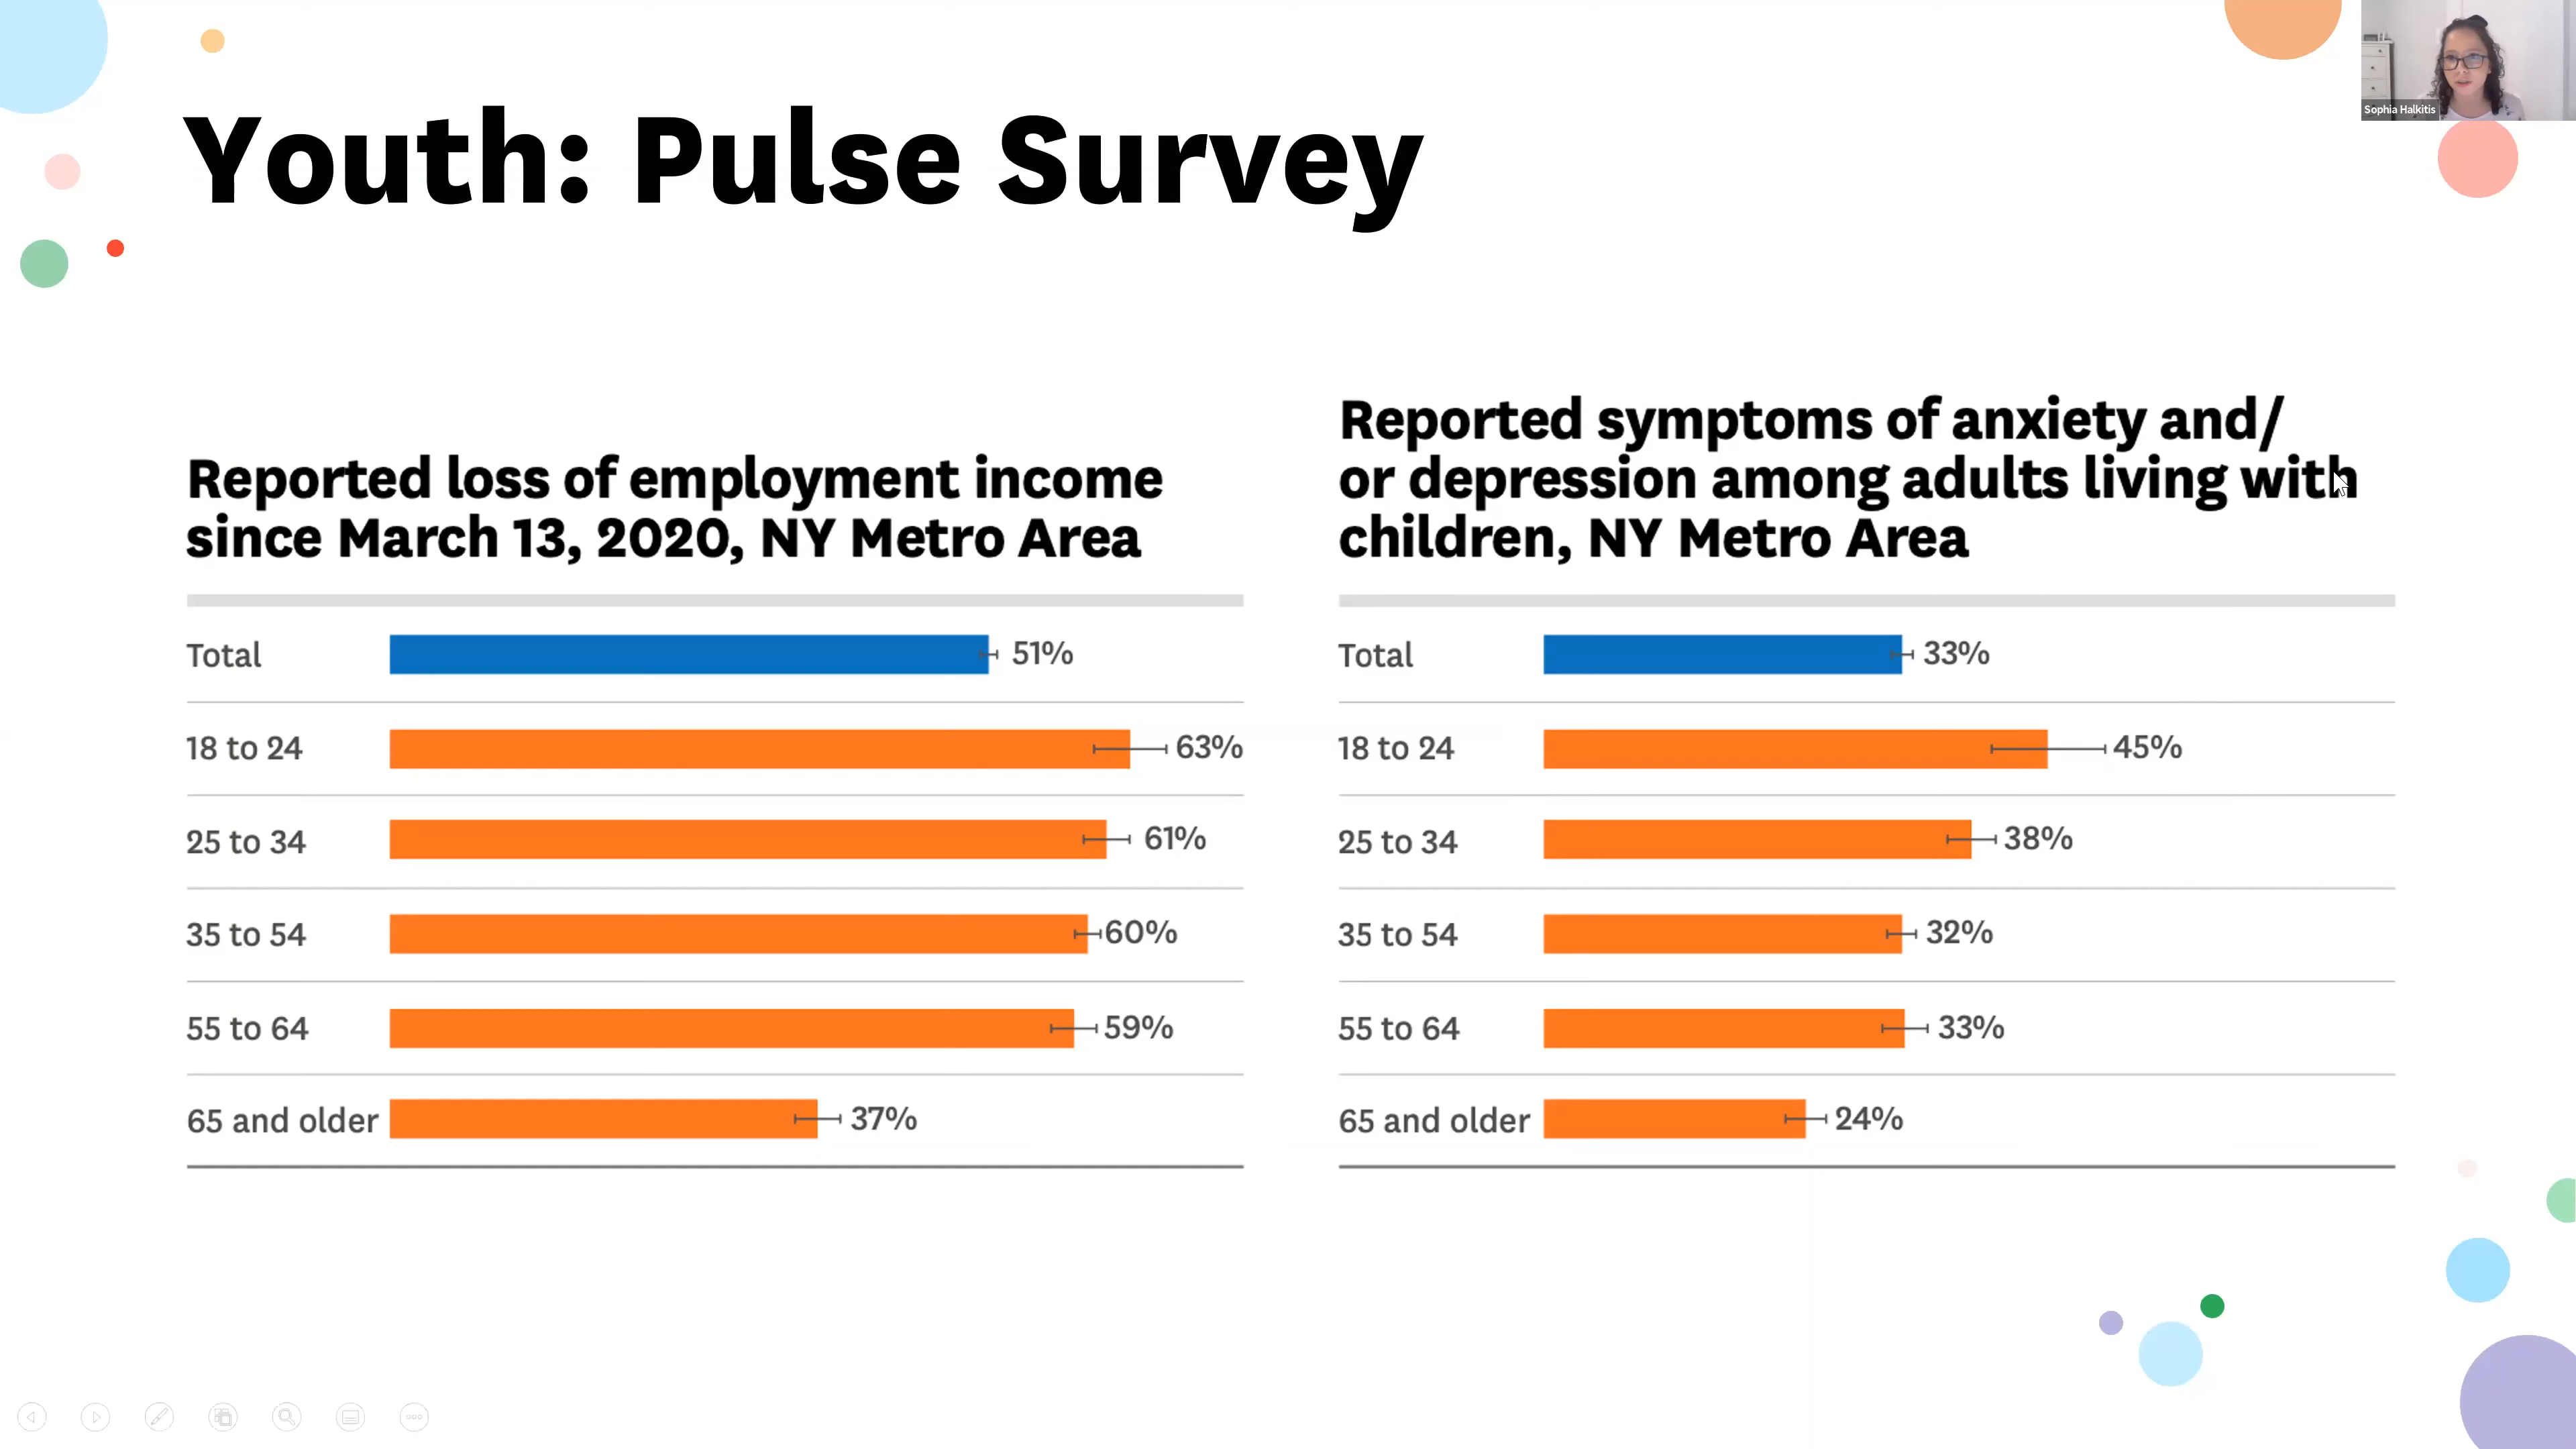 Sophia Halkitis
Youth: Pulse Survey
Reported loss of employment income
since March 13, 2020, NY Metro Area
Total 51%
18 to 24 63%
25 to 34 61%
35 to 54 60%
55 to 64 59%
65 and older 37%
Reported symptoms of anxiety and/
or depression among adults living with
children, NY Metro Area
Total 33%
18 to 24 45%
25 to 34 38%
35 to 54 32%
55 to 64 33%
65 and older 24%